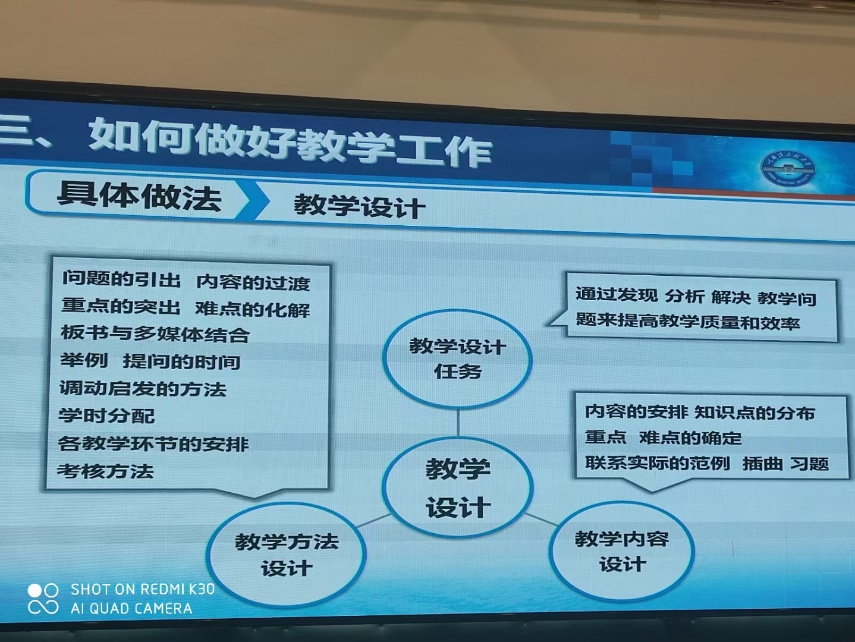 三、如何做好教学工作
具体做法
教学设计
问题的引出 内容的过渡
重点的突出 难点的化解
板书与多媒体结合
举例 提问的时间
调动启发的方法
学时分配
各教学环节的安排
考核方法
通过发现 分析 解决 教学问
题来提高教学质量和效率
教学设计
任务
内容的安排 知识点的分布
重点 难点的确定
联系实际的范例 插曲 习题
教学
设计
教学方法
设计
教学内容
设计
SHOT ON REDMI K30
AI QUAD CAMERA